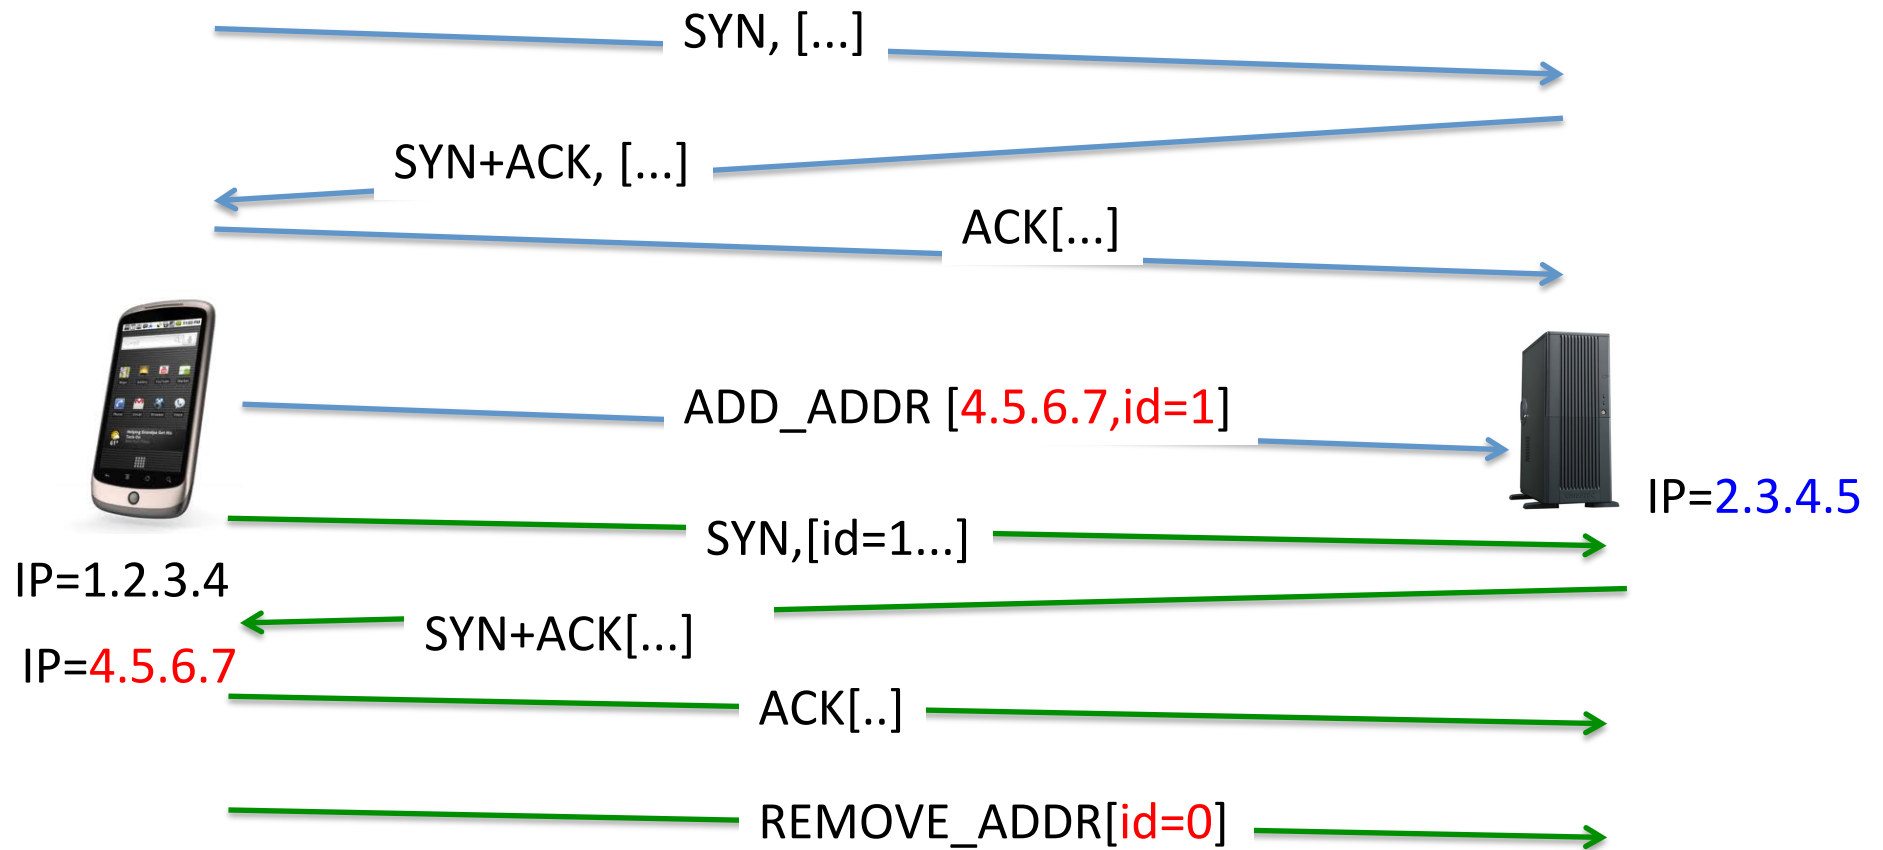 SYN, [...]
SYN+ACK, [...]
ACK[...]
ADD_ADDR [4.5.6.7,id=1]
IP=2.3.4.5
SYN,[id=1...]
IP=1.2.3.4
SYN+ACK[...]
IP=4.5.6.7
ACK[..]
REMOVE_ADDR[id=0]